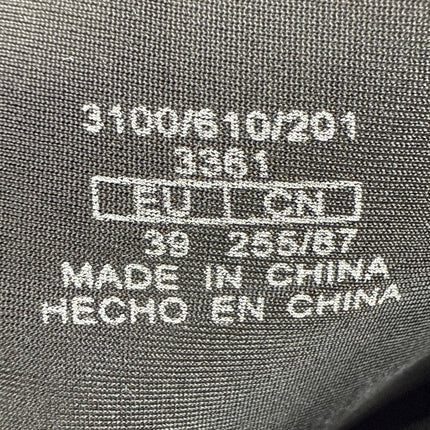 3100/610/201
3361
EU CN
39 255/87
MADE IN CHINA
HECHO EN CHINA